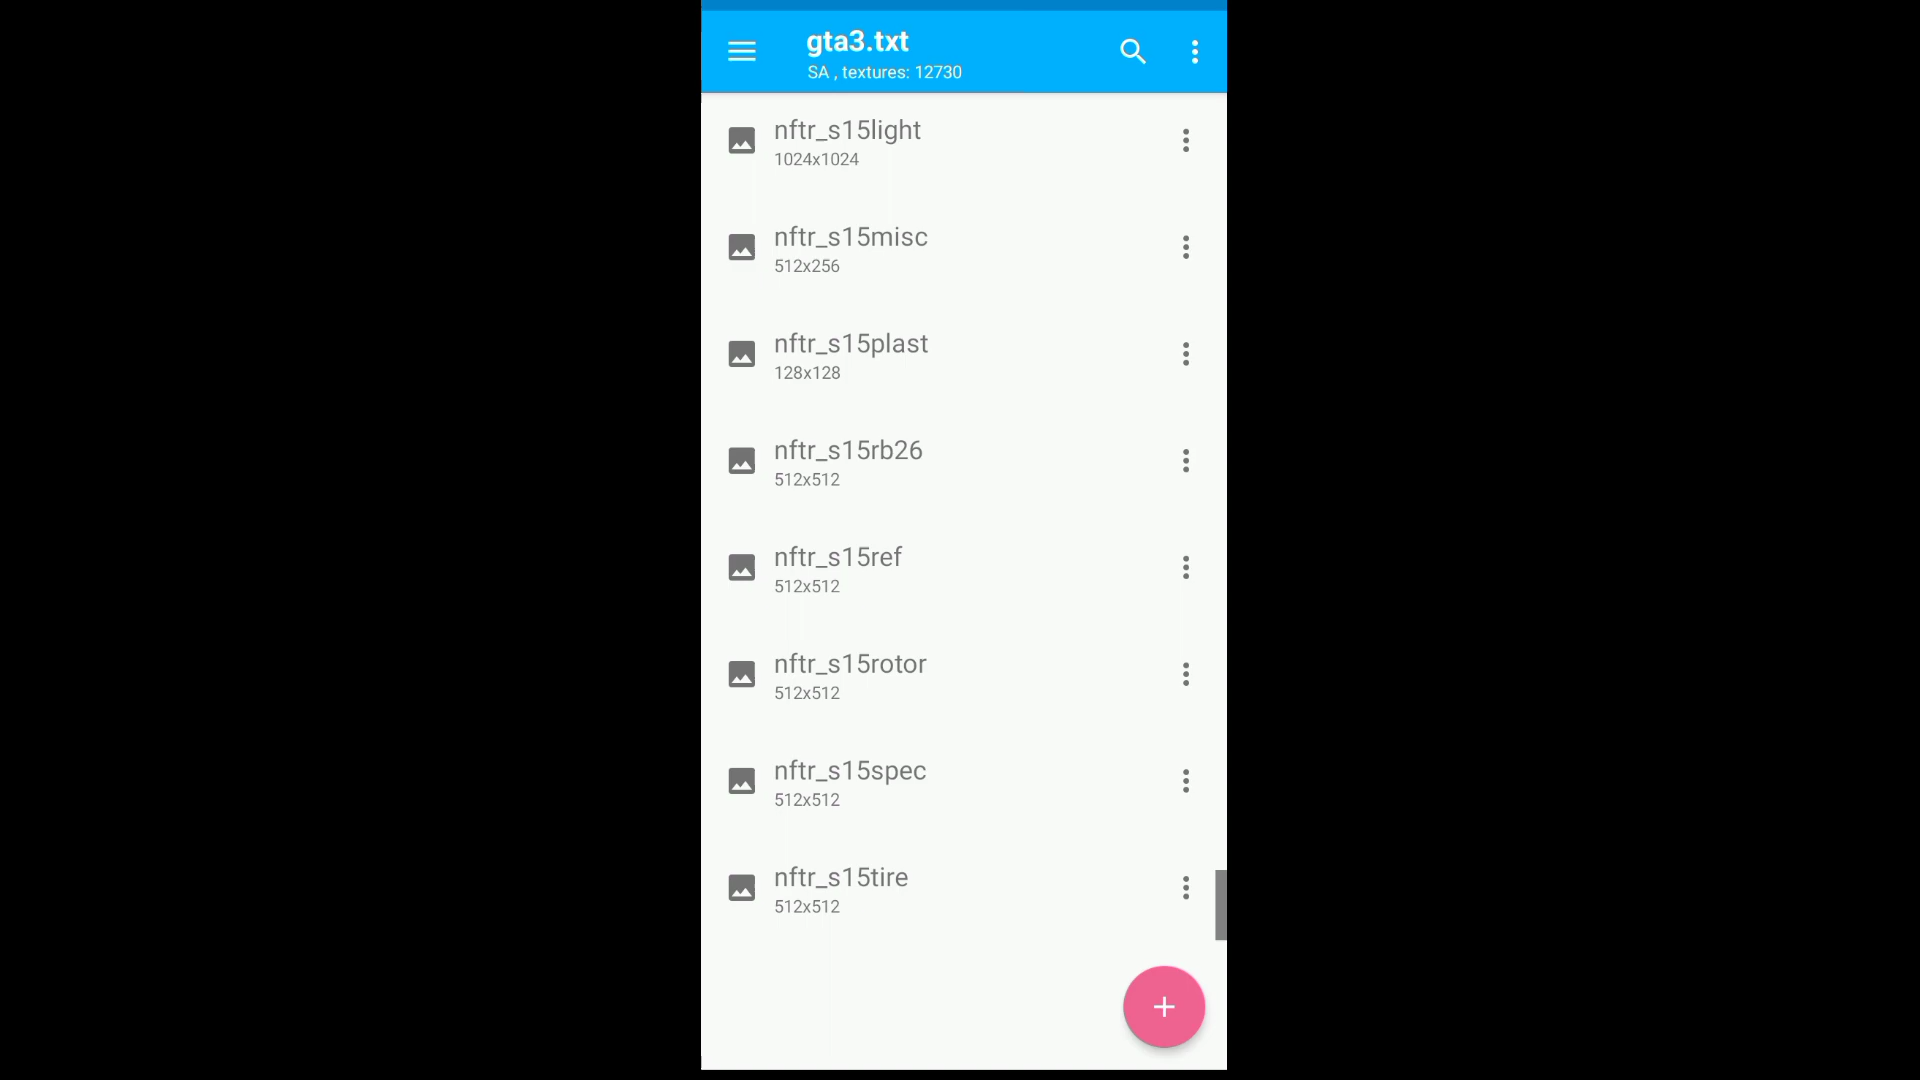 gta3.txt
SA , textures: 12730
nftr_s15light
1024x1024
nftr_s15misc
512x256
nftr_s15plast
128x128
nftr_s15rb26
512x512
nftr_s15ref
512x512
nftr_s15rotor
512x512
nftr_s15spec
512x512
nftr_s15tire
512x512